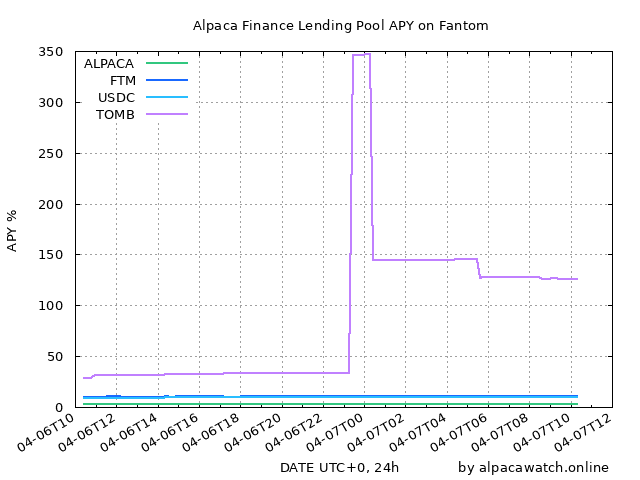 Alpaca Finance Lending Pool APY on Fantom
350
300
250
200
150
100
50
0
APY %
ALPACA
FTM
USDC
TOMB
04-06T10
04-06T12
04-06T14
04-06T16
04-06T18
04-06T20
04-06T22
04-07T00
04-07T02
04-07T04
04-07T06
04-07T08
04-07T10
04-07T12
DATE UTC+0, 24h
by alpacawatch.online